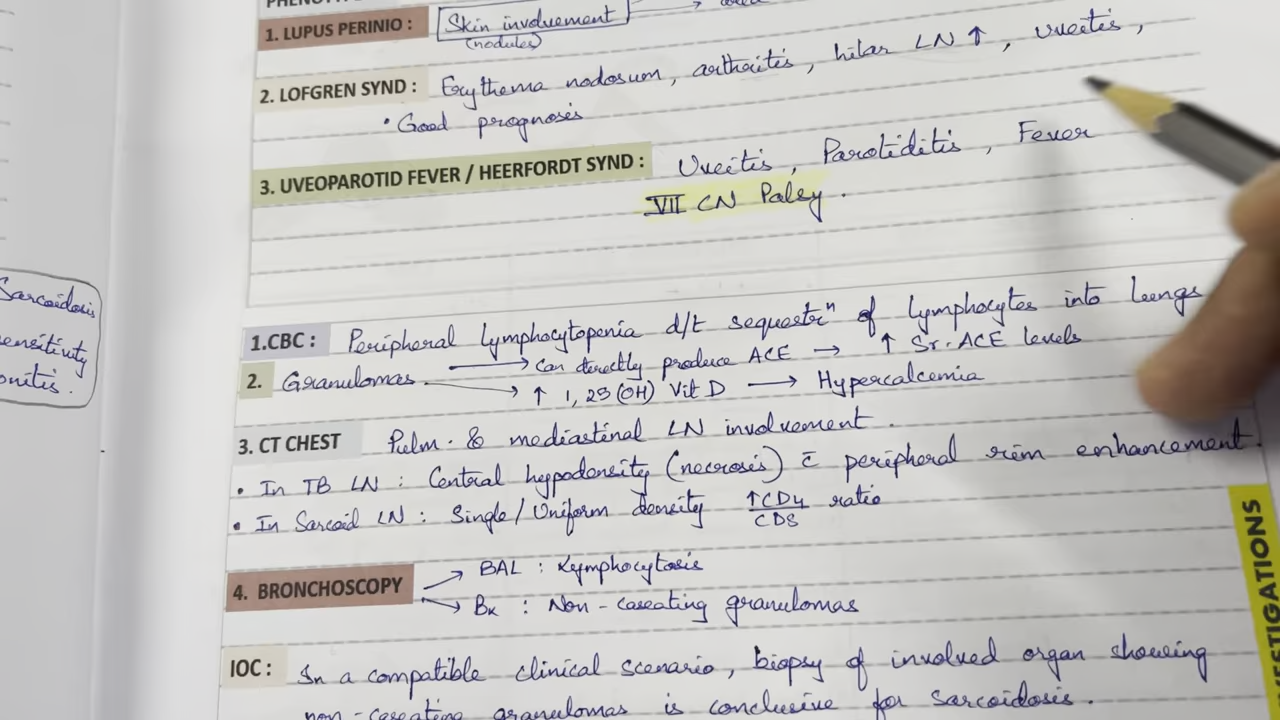 1. LUPUS PERINIO : Skin involvement
(nodules)
2. LOFGREN SYND : Erythema nodosum, arthritis, hilar LN ↑, uveitis,
• Good prognosis
3. UVEOPAROTID FEVER / HEERFORDT SYND : Uveitis, Parotiditis, Fever
VII CN Palsy.
Sarcoidosis
1.CBC : Peripheral lymphocytopenia d/t sequestrⁿ of lymphocytes into lungs
2. Granulomas → can directly produce ACE → ↑ Sr. ACE levels
→ ↑ 1,25(OH) Vit D → Hypercalcemia
3. CT CHEST Pulm. & mediastinal LN involvement.
• In TB LN : Central hypodensity (necrosis) c̄ peripheral rim enhancement.
• In Sarcoid LN : Single/Uniform density ↑CD4/CD8 ratio
4. BRONCHOSCOPY → BAL : Lymphocytosis
→ Bx : Non-caseating granulomas
IOC : In a compatible clinical scenario, biopsy of involved organ showing
non-caseating granulomas is conclusive for Sarcoidosis.